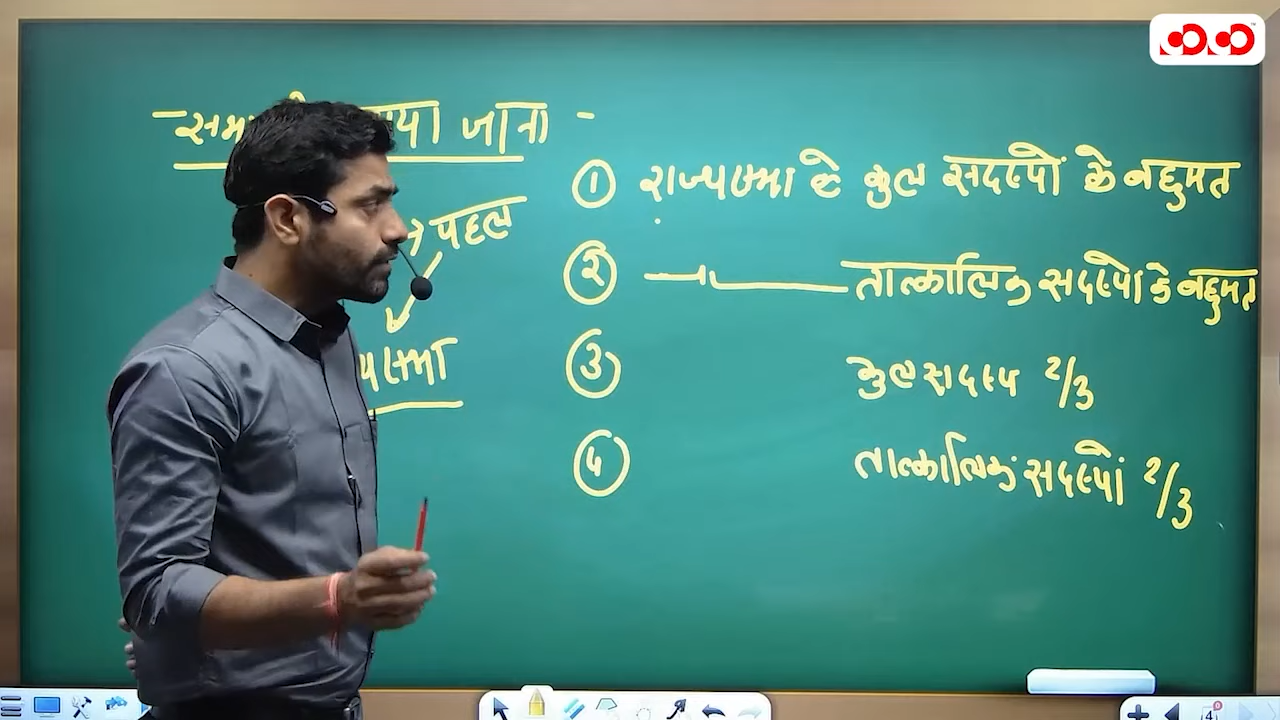 जाना -
→ पहल
① राज्यसभा के कुल सदस्यों के बहुमत
② तात्कालिक सदस्यों के बहुमत
③ कुल सदस्य 2/3
④ तात्कालिक सदस्यों 2/3